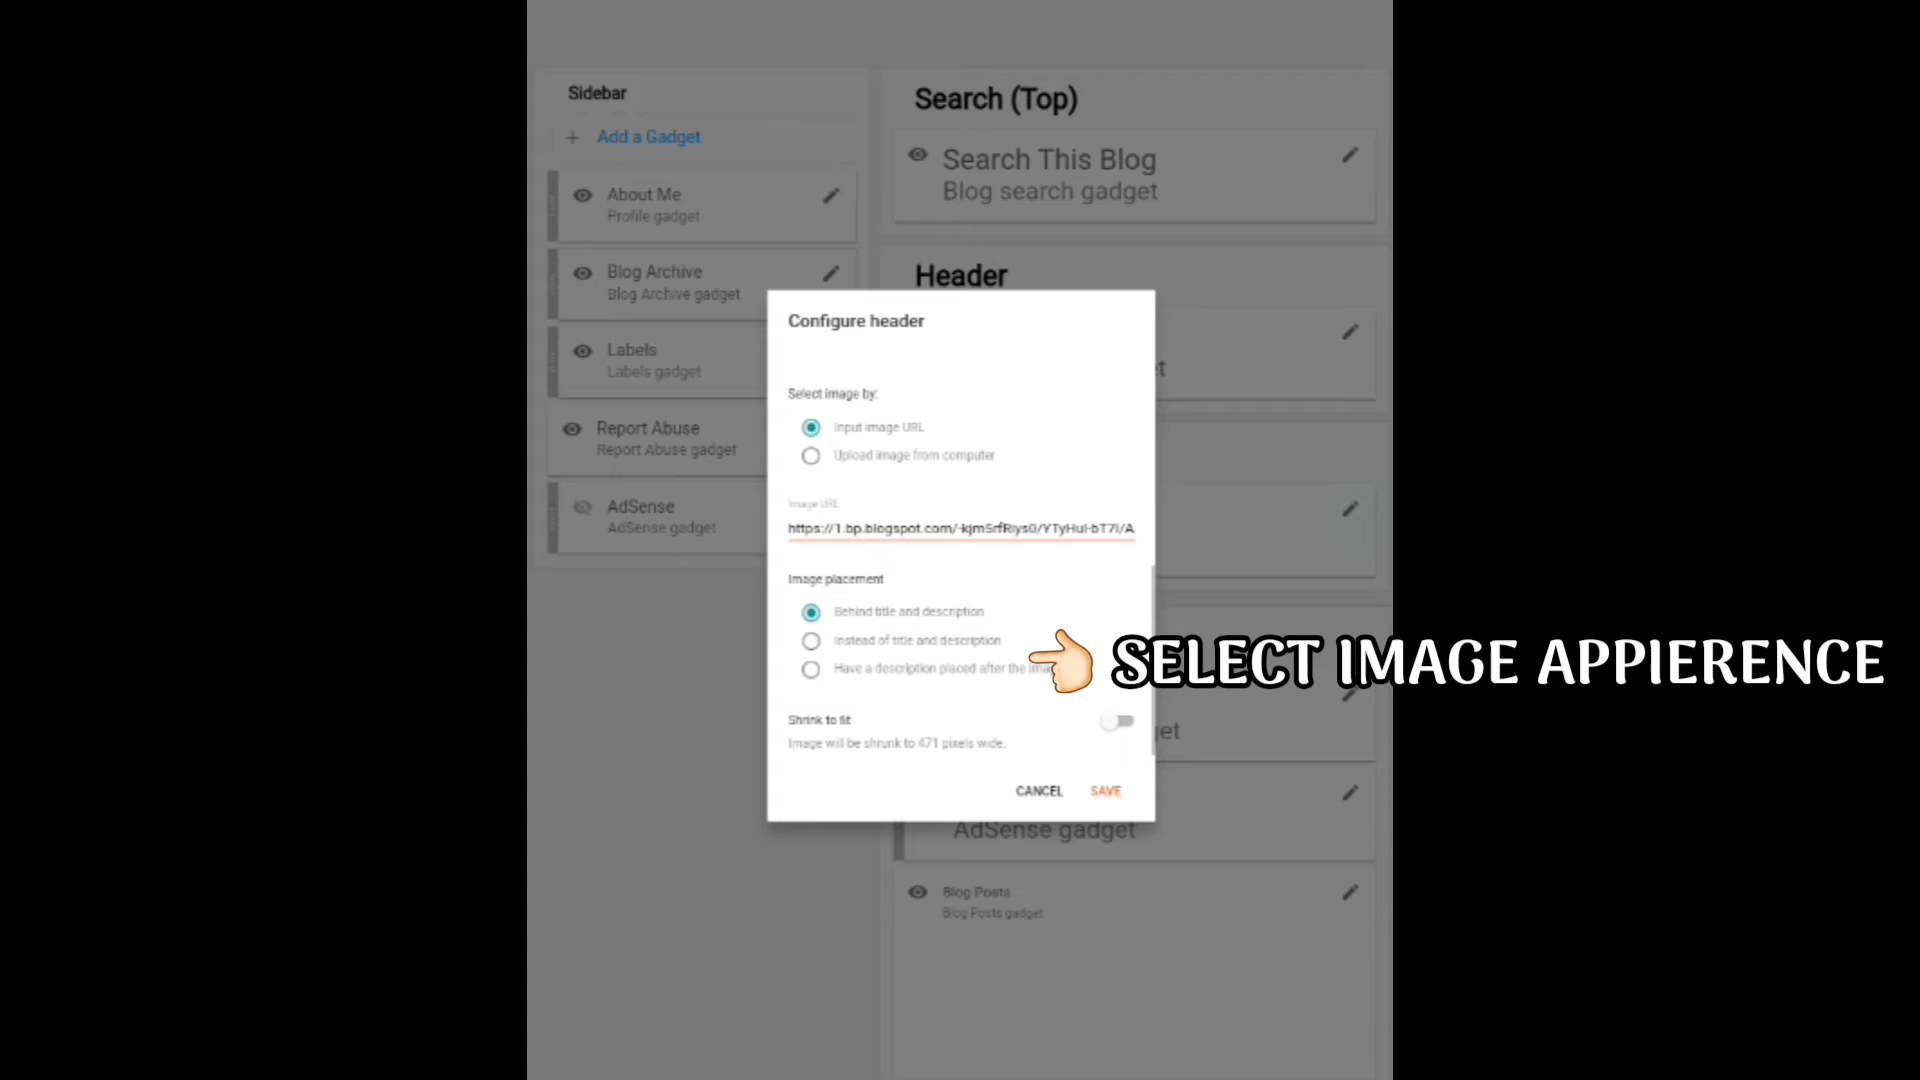 Sidebar
+ Add a Gadget
About Me
Profile gadget
Blog Archive
Blog Archive gadget
Labels
Labels gadget
Report Abuse
Report Abuse gadget
AdSense
AdSense gadget
Search (Top)
Search This Blog
Blog search gadget
Header
et
Configure header
Select image by:
Input image URL
Upload image from computer
Image URL
https://1.bp.blogspot.com/-kjm5rfRiys0/YTyHuI-bT7I/A
Image placement
Behind title and description
Instead of title and description
Have a description placed after the ima
Shrink to fit
Image will be shrunk to 471 pixels wide.
CANCEL SAVE
SELECT IMAGE APPIERENCE
get
AdSense gadget
Blog Posts
Blog Posts gadget